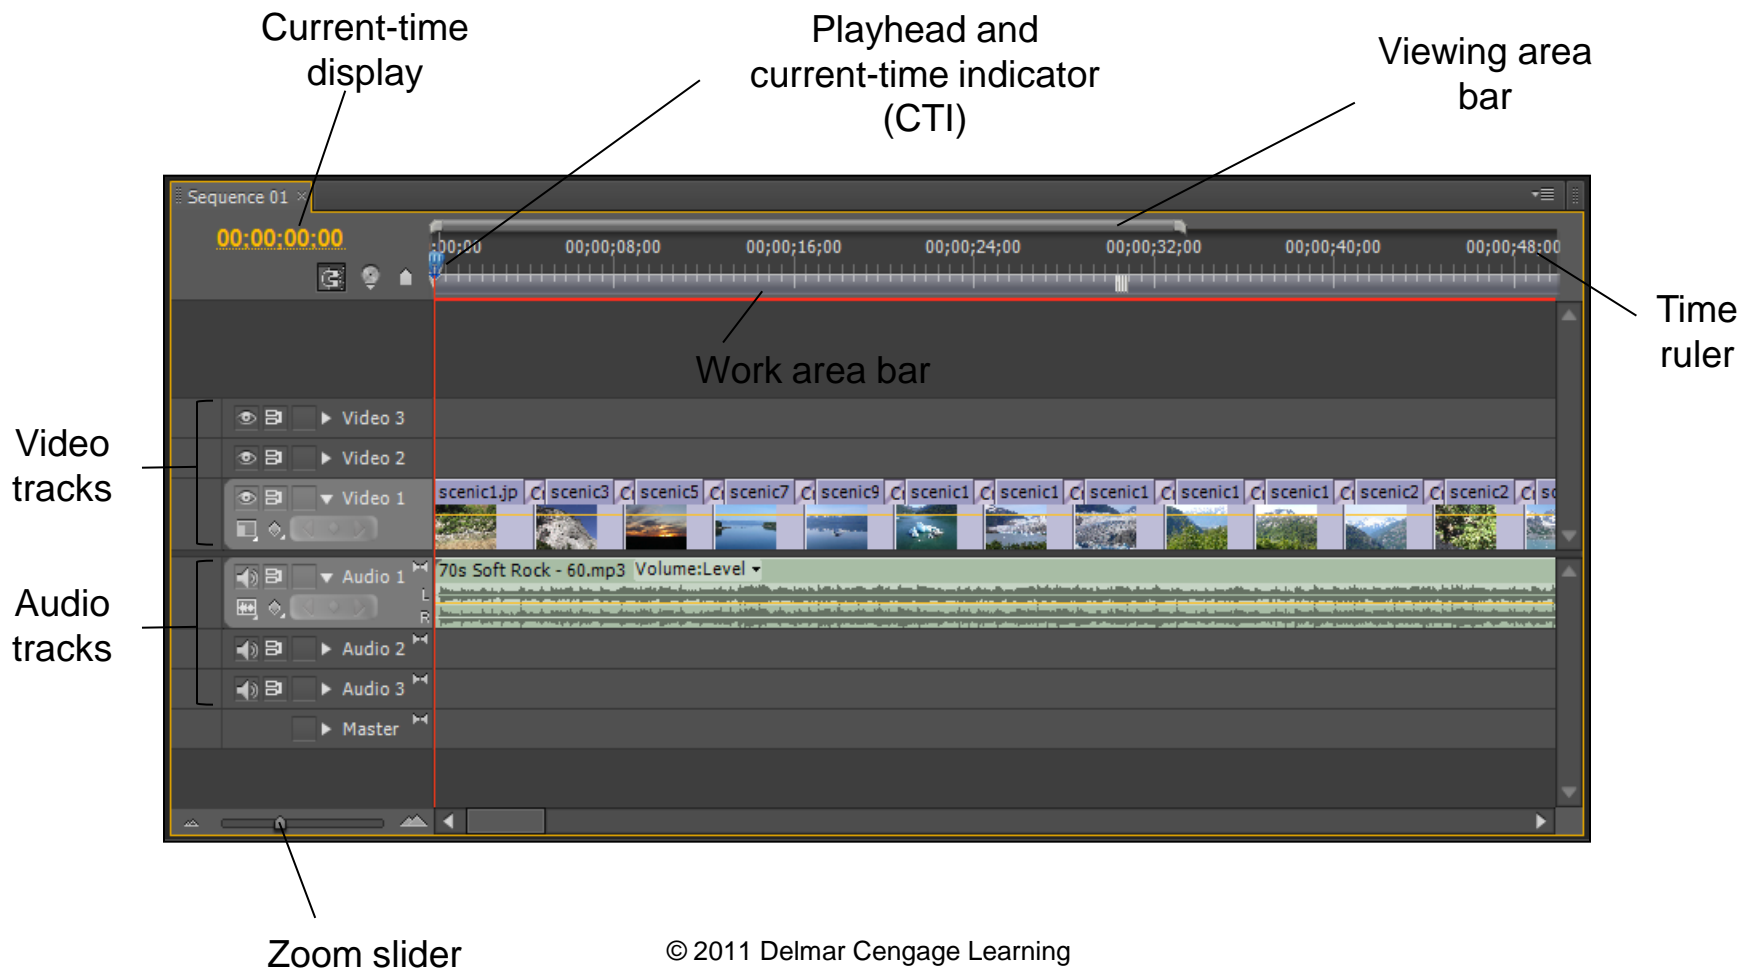 Current-time
display
Playhead and
current-time indicator
(CTI)
Viewing area
bar
Sequence 01
00;00;00;00
;00;00 00;00;08;00 00;00;16;00 00;00;24;00 00;00;32;00 00;00;40;00 00;00;48;00
Time
ruler
Work area bar
Video
tracks
Video 3
Video 2
Video 1
scenic1.jp scenic3 scenic5 scenic7 scenic9 scenic1 scenic1 scenic1 scenic1 scenic1 scenic2 scenic2 sc
Audio
tracks
Audio 1
L
R
70s Soft Rock - 60.mp3 Volume:Level
Audio 2
Audio 3
Master
Zoom slider
© 2011 Delmar Cengage Learning